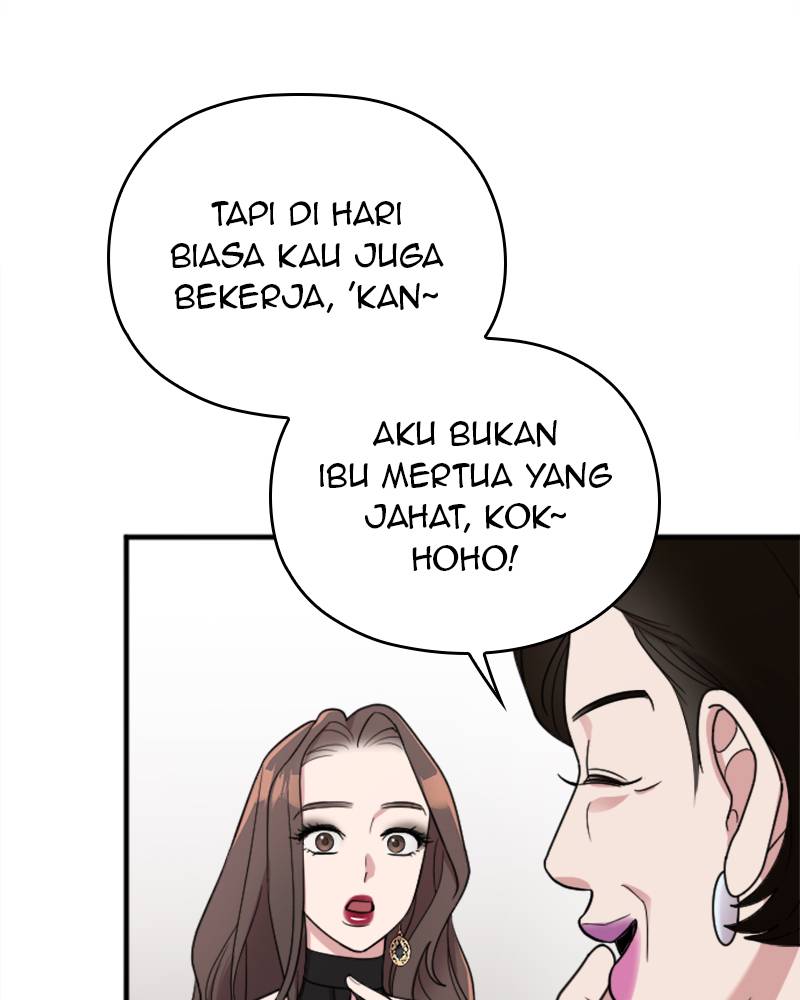 TAPI DI HARI
BIASA KAU JUGA
BEKERJA, 'KAN~
AKU BUKAN
IBU MERTUA YANG
JAHAT, KOK~
HOHO!